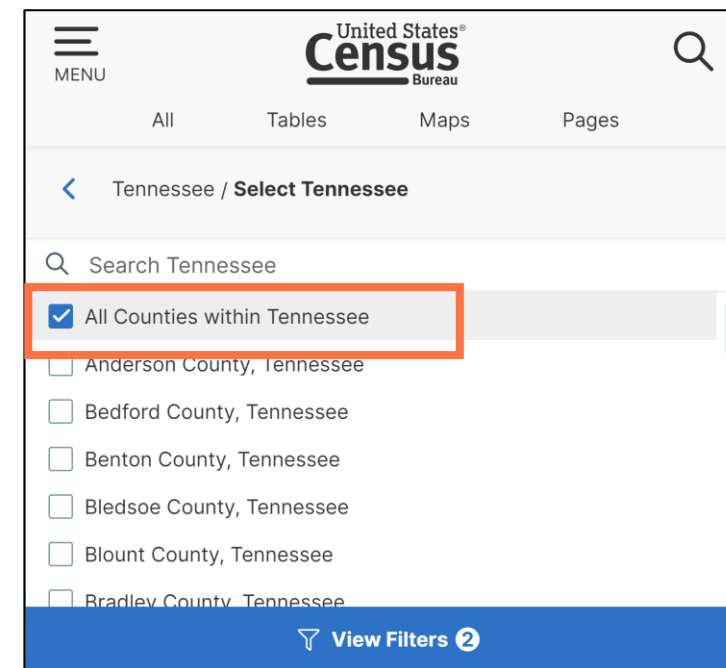 United States®
Census
Bureau
MENU
All Tables Maps Pages
Tennessee / Select Tennessee
Search Tennessee
All Counties within Tennessee
Anderson County, Tennessee
Bedford County, Tennessee
Benton County, Tennessee
Bledsoe County, Tennessee
Blount County, Tennessee
Bradley County, Tennessee
View Filters 2